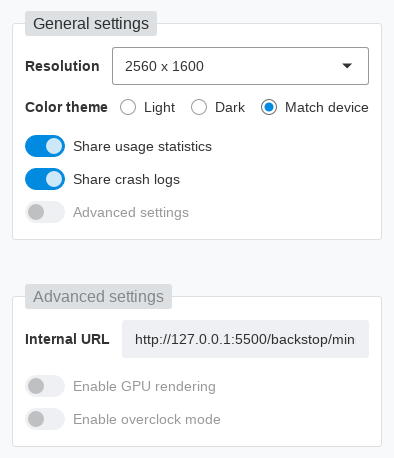 General settings
Resolution 2560 x 1600
Color theme Light Dark Match device
Share usage statistics
Share crash logs
Advanced settings
Advanced settings
Internal URL http://127.0.0.1:5500/backstop/min
Enable GPU rendering
Enable overclock mode